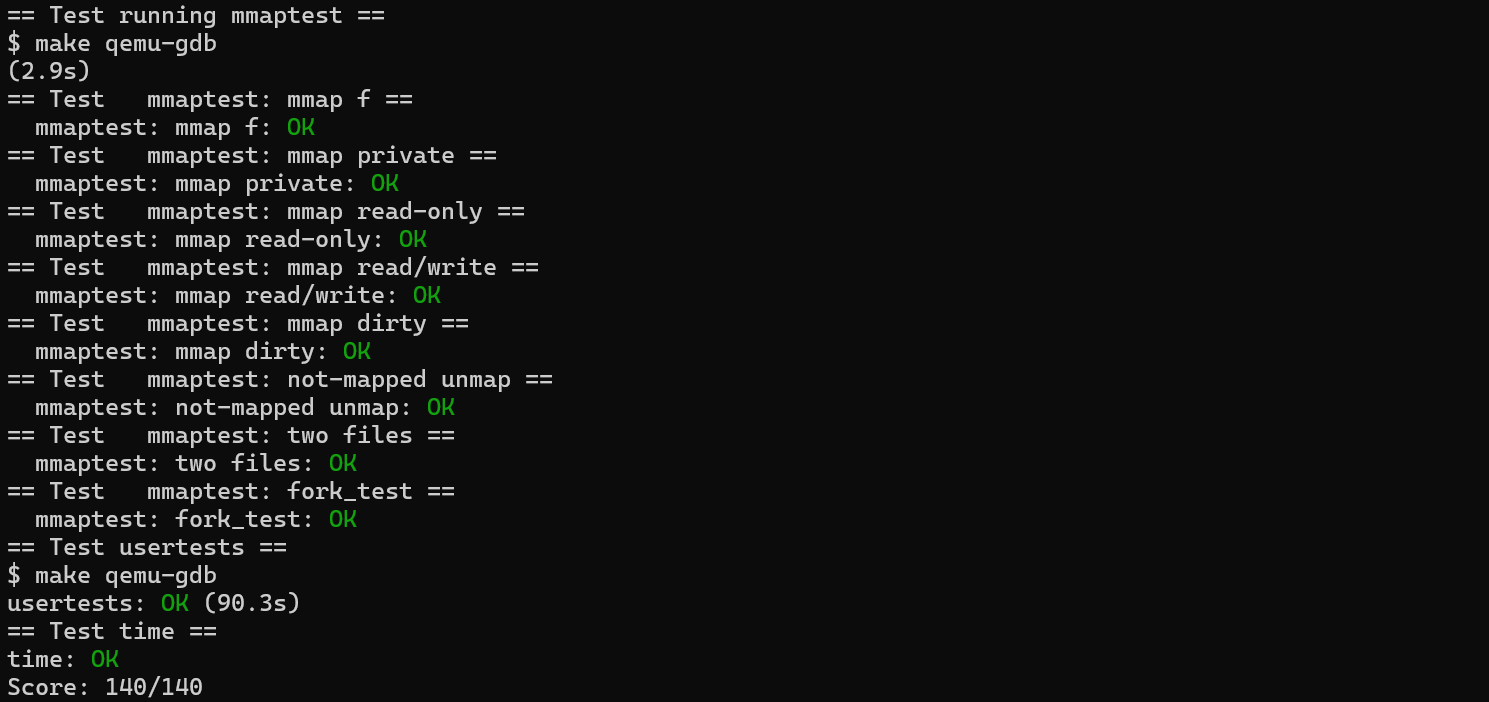 == Test running mmaptest ==
$ make qemu-gdb
(2.9s)
== Test   mmaptest: mmap f ==
  mmaptest: mmap f: OK
== Test   mmaptest: mmap private ==
  mmaptest: mmap private: OK
== Test   mmaptest: mmap read-only ==
  mmaptest: mmap read-only: OK
== Test   mmaptest: mmap read/write ==
  mmaptest: mmap read/write: OK
== Test   mmaptest: mmap dirty ==
  mmaptest: mmap dirty: OK
== Test   mmaptest: not-mapped unmap ==
  mmaptest: not-mapped unmap: OK
== Test   mmaptest: two files ==
  mmaptest: two files: OK
== Test   mmaptest: fork_test ==
  mmaptest: fork_test: OK
== Test usertests ==
$ make qemu-gdb
usertests: OK (90.3s)
== Test time ==
time: OK
Score: 140/140